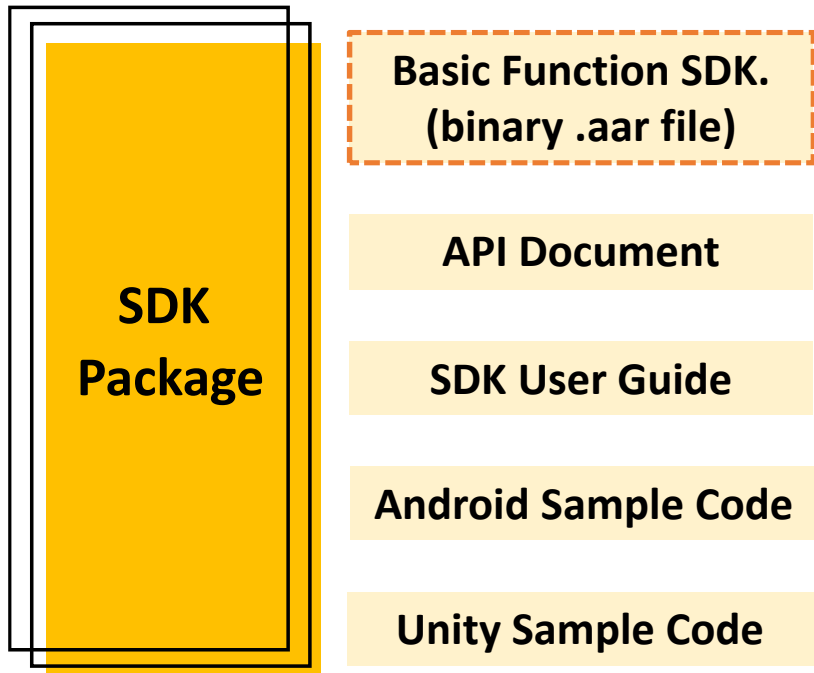 SDK
Package
Basic Function SDK.
(binary .aar file)
API Document
SDK User Guide
Android Sample Code
Unity Sample Code